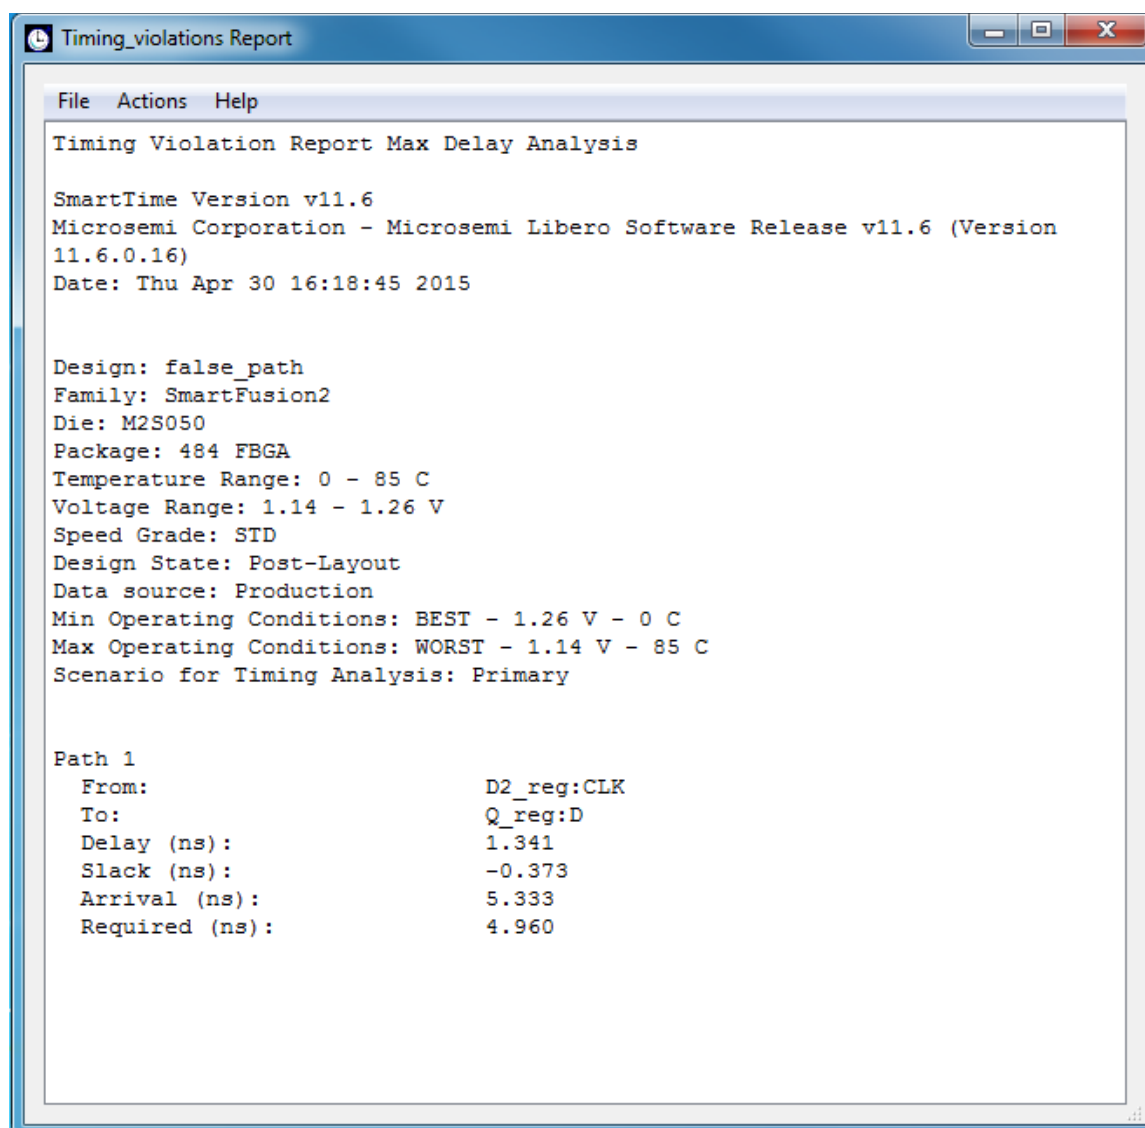 Timing_violations Report
File Actions Help
Timing Violation Report Max Delay Analysis
SmartTime Version v11.6
Microsemi Corporation - Microsemi Libero Software Release v11.6 (Version
11.6.0.16)
Date: Thu Apr 30 16:18:45 2015
Design: false_path
Family: SmartFusion2
Die: M2S050
Package: 484 FBGA
Temperature Range: 0 - 85 C
Voltage Range: 1.14 - 1.26 V
Speed Grade: STD
Design State: Post-Layout
Data source: Production
Min Operating Conditions: BEST - 1.26 V - 0 C
Max Operating Conditions: WORST - 1.14 V - 85 C
Scenario for Timing Analysis: Primary
Path 1
From: D2_reg:CLK
To: Q_reg:D
Delay (ns): 1.341
Slack (ns): -0.373
Arrival (ns): 5.333
Required (ns): 4.960